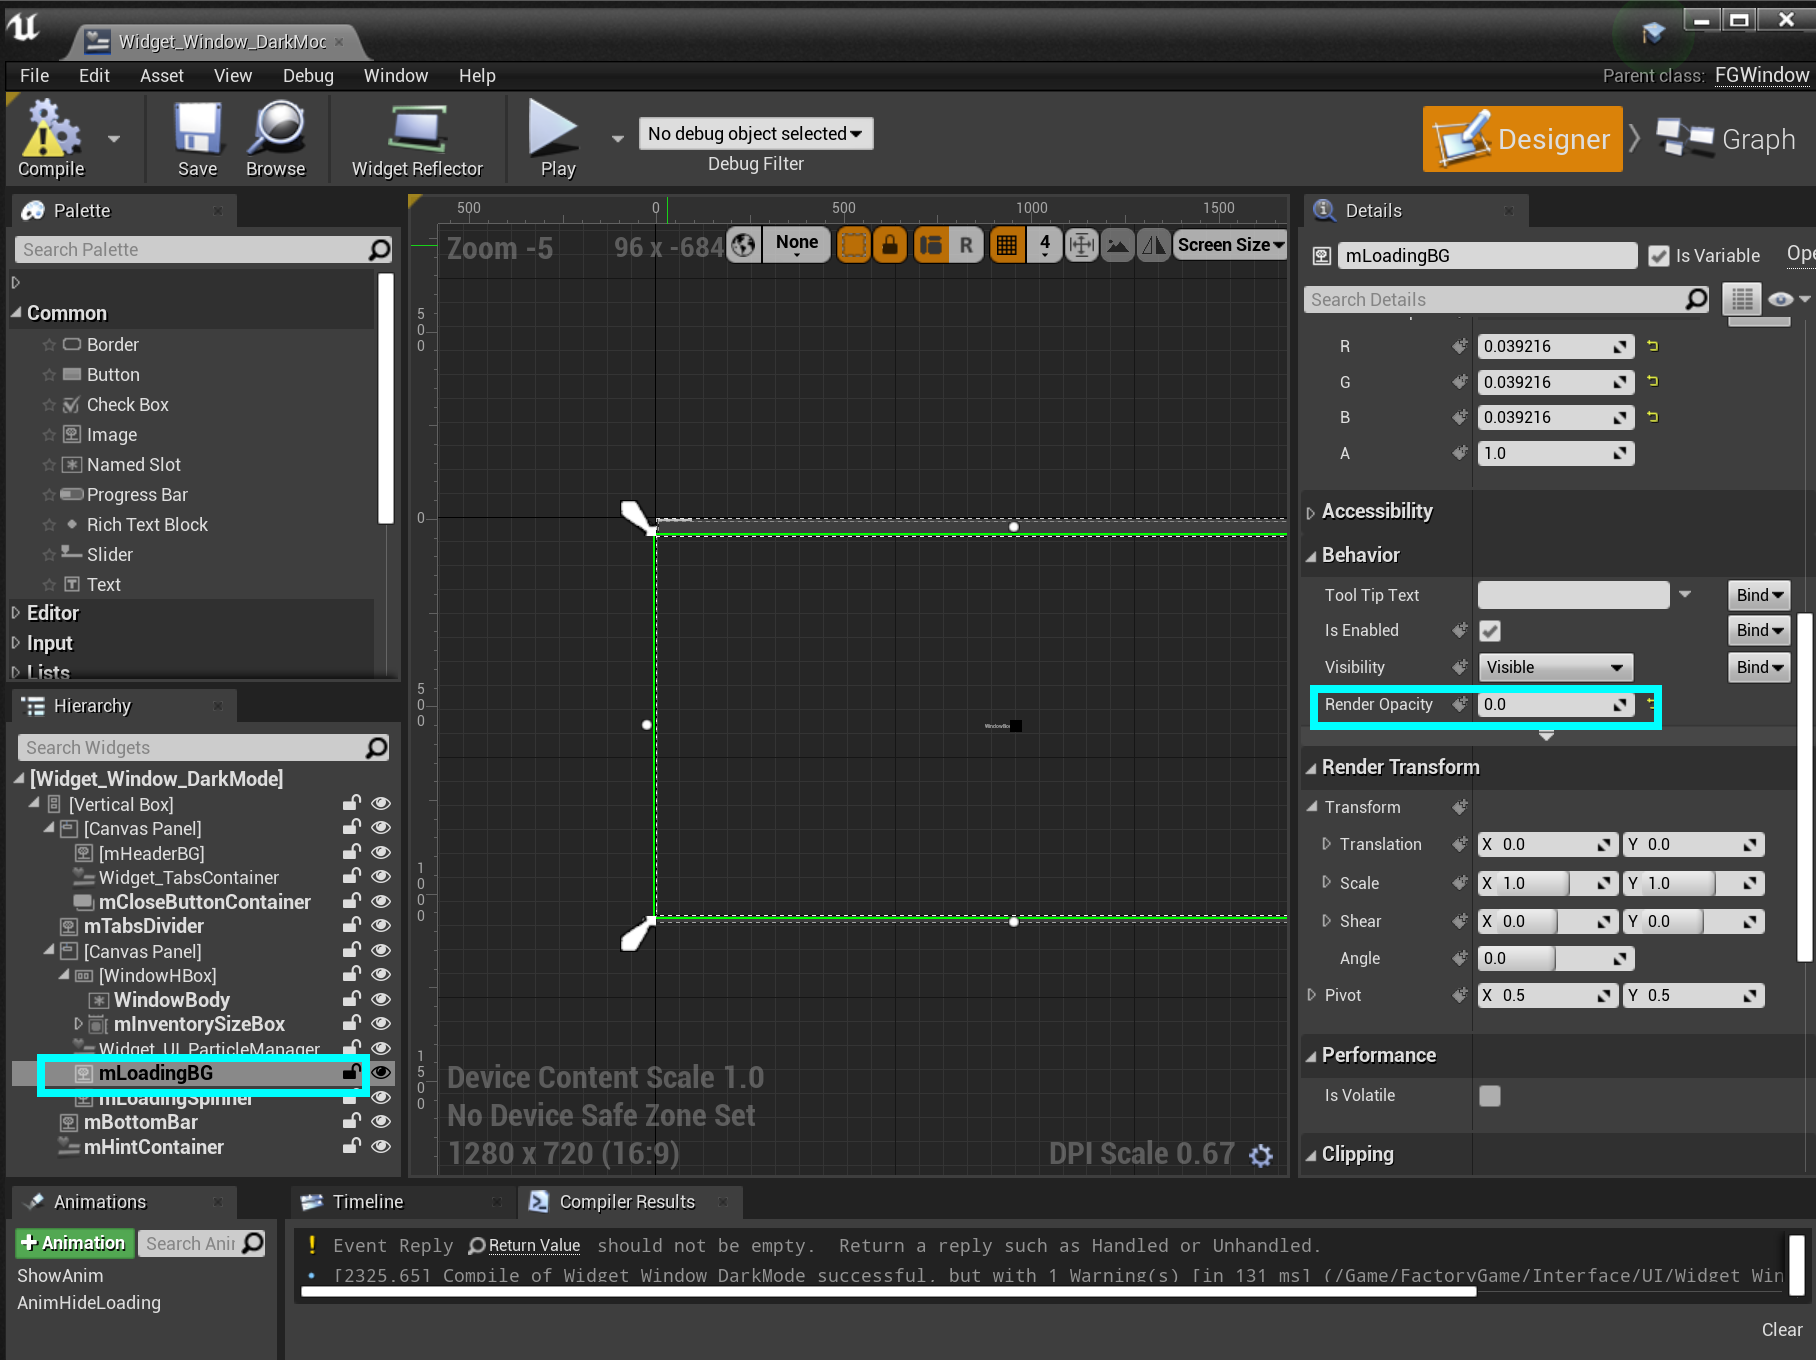 Widget_Window_DarkMod
File Edit Asset View Debug Window Help
Parent class: FGWindow
Compile
Save
Browse
Widget Reflector
Play
No debug object selected
Debug Filter
Designer
Graph
Palette
Search Palette
Common
Border
Button
Check Box
Image
Named Slot
Progress Bar
Rich Text Block
Slider
Text
Editor
Input
Lists
Hierarchy
Search Widgets
[Widget_Window_DarkMode]
[Vertical Box]
[Canvas Panel]
[mHeaderBG]
Widget_TabsContainer
mCloseButtonContainer
mTabsDivider
[Canvas Panel]
[WindowHBox]
WindowBody
mInventorySizeBox
Widget_UI_ParticleManager
mLoadingBG
mLoadingSpinner
mBottomBar
mHintContainer
500 0 500 1000 1500
Zoom -5
96 x -684
None
R
4
Screen Size
500
0
500
1000
1500
Device Content Scale 1.0
No Device Safe Zone Set
1280 x 720 (16:9)
DPI Scale 0.67
Details
mLoadingBG
Is Variable
Ope
Search Details
R 0.039216
G 0.039216
B 0.039216
A 1.0
Accessibility
Behavior
Tool Tip Text Bind
Is Enabled Bind
Visibility Visible Bind
Render Opacity 0.0
Render Transform
Transform
Translation X 0.0 Y 0.0
Scale X 1.0 Y 1.0
Shear X 0.0 Y 0.0
Angle 0.0
Pivot X 0.5 Y 0.5
Performance
Is Volatile
Clipping
Animations
+ Animation
Search Anim
ShowAnim
AnimHideLoading
Timeline
Compiler Results
Event Reply Return Value should not be empty. Return a reply such as Handled or Unhandled.
[2325.65] Compile of Widget_Window_DarkMode successful, but with 1 Warning(s) [in 131 ms] (/Game/FactoryGame/Interface/UI/Widget_Win
Clear